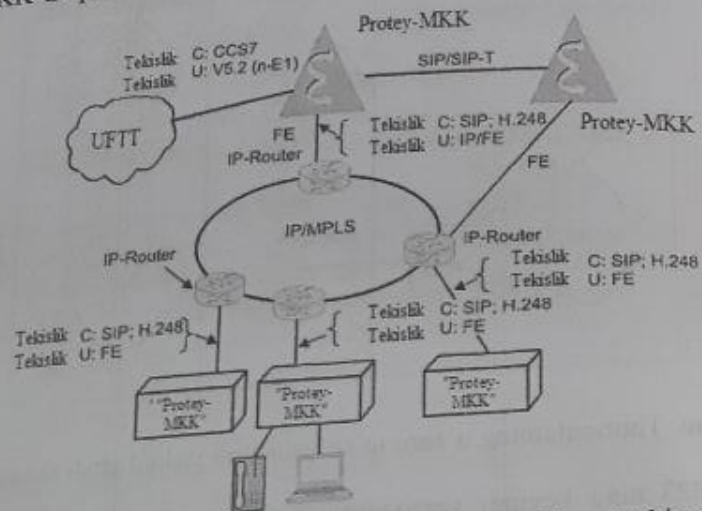 Protey-MKK
Tekislik C: CCS7
Tekislik U: V5.2 (n-E1)
SIP/SIP-T
UFTT
Protey-MKK
FE
Tekislik C: SIP; H.248
Tekislik U: IP/FE
IP-Router
FE
IP/MPLS
IP-Router
IP-Router
Tekislik C: SIP; H.248
Tekislik U: FE
Tekislik C: SIP; H.248
Tekislik U: FE
Tekislik C: SIP; H.248
Tekislik U: FE
"Protey-
MKK"
"Protey-
MKK"
"Protey-
MKK"